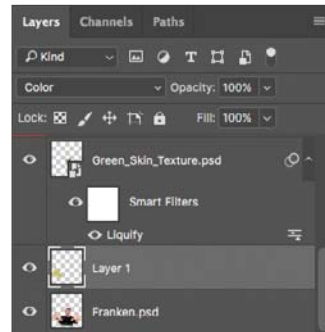 Layers Channels Paths
Kind
Color Opacity: 100%
Lock: Fill: 100%
Green_Skin_Texture.psd
Smart Filters
Liquify
Layer 1
Franken.psd